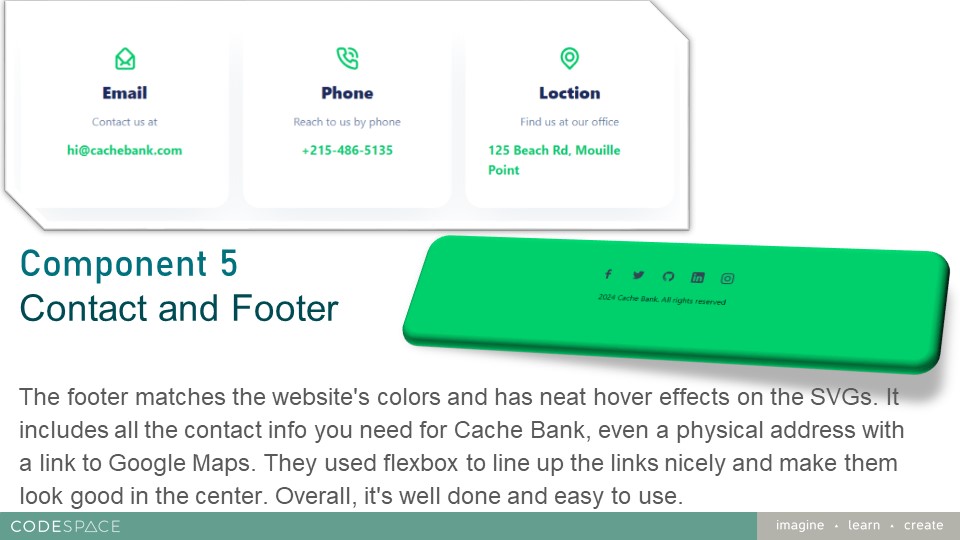 Email
Contact us at
hi@cachebank.com
Phone
Reach to us by phone
+215-486-5135
Loction
Find us at our office
125 Beach Rd, Mouille
Point
Component 5
Contact and Footer
2024 Cache Bank. All rights reserved
The footer matches the website's colors and has neat hover effects on the SVGs. It
includes all the contact info you need for Cache Bank, even a physical address with
a link to Google Maps. They used flexbox to line up the links nicely and make them
look good in the center. Overall, it's well done and easy to use.
CODESPACE
imagine • learn • create